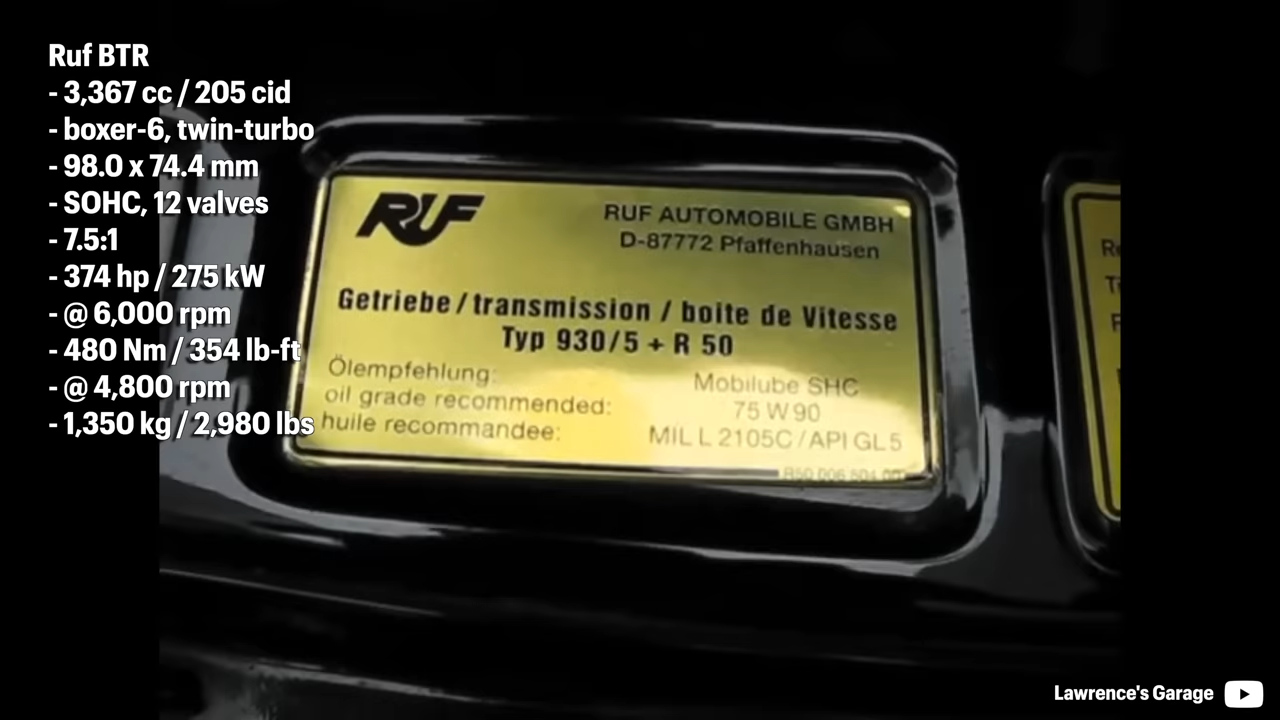 Ruf BTR
- 3,367 cc / 205 cid
- boxer-6, twin-turbo
- 98.0 x 74.4 mm
- SOHC, 12 valves
- 7.5:1
- 374 hp / 275 kW
- @ 6,000 rpm
- 480 Nm / 354 lb-ft
- @ 4,800 rpm
- 1,350 kg / 2,980 lbs
RUF
RUF AUTOMOBILE GMBH
D-87772 Pfaffenhausen
Getriebe / transmission / boite de Vitesse
Typ 930/5 + R 50
Ölempfehlung: Mobilube SHC
oil grade recommended: 75 W 90
huile recommandee: MIL L 2105C / API GL 5
Lawrence's Garage